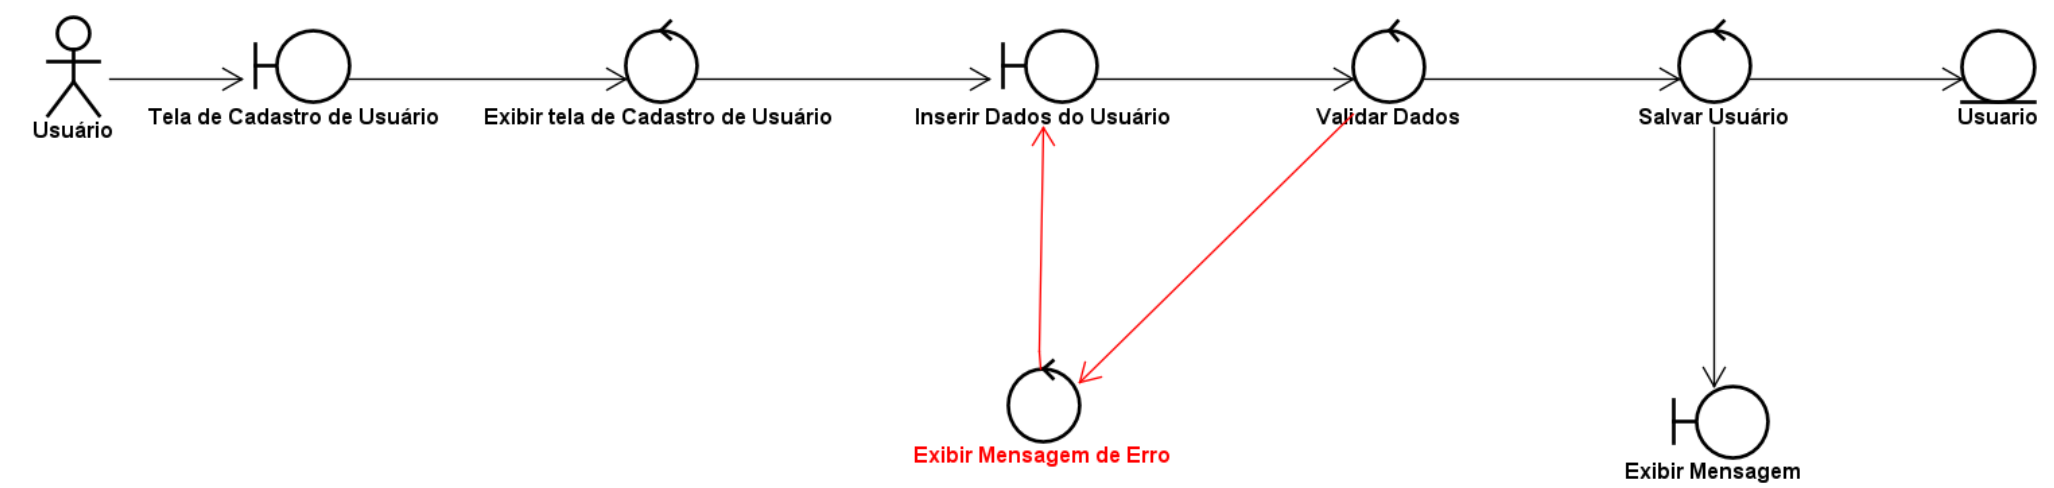 Usuário
Tela de Cadastro de Usuário
Exibir tela de Cadastro de Usuário
Inserir Dados do Usuário
Validar Dados
Salvar Usuário
Usuario
Exibir Mensagem de Erro
Exibir Mensagem